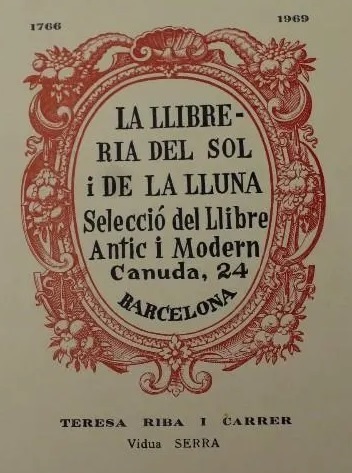 1766 1969
LA LLIBRE-
RIA DEL SOL
i DE LA LLUNA
Selecció del Llibre
Antic i Modern
Canuda, 24
BARCELONA
TERESA RIBA I CARRER
Vidua SERRA